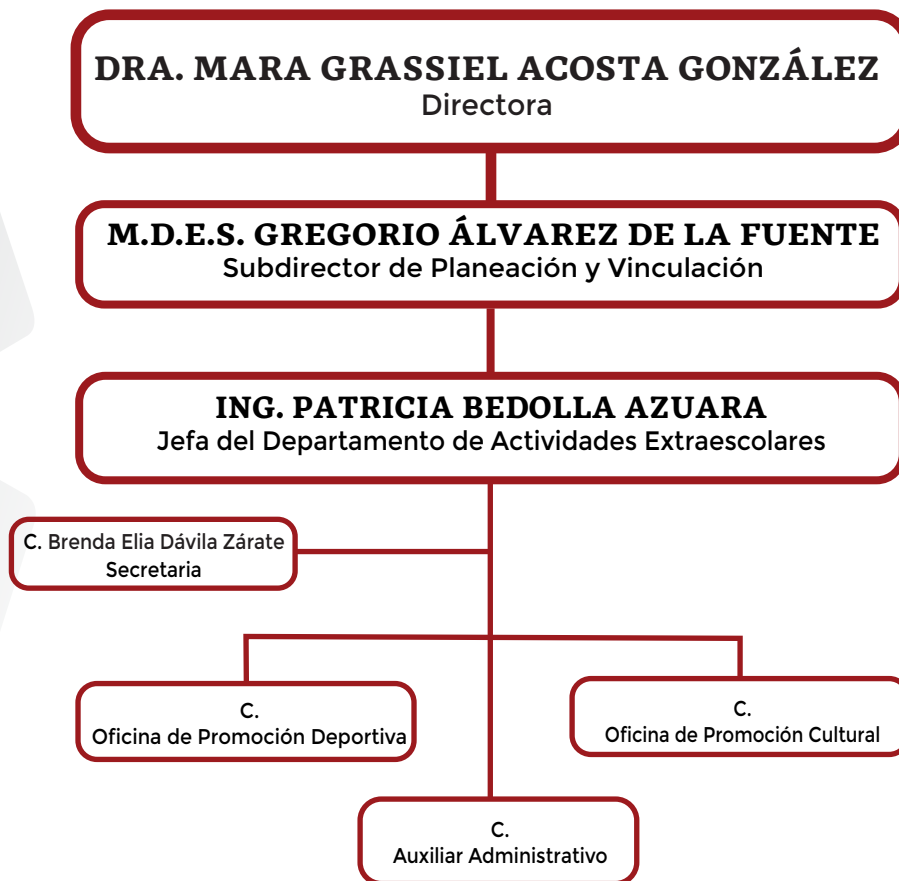 DRA. MARA GRASSIEL ACOSTA GONZÁLEZ
Directora
M.D.E.S. GREGORIO ÁLVAREZ DE LA FUENTE
Subdirector de Planeación y Vinculación
ING. PATRICIA BEDOLLA AZUARA
Jefa del Departamento de Actividades Extraescolares
C. Brenda Elia Dávila Zárate
Secretaria
C.
Oficina de Promoción Deportiva
C.
Oficina de Promoción Cultural
C.
Auxiliar Administrativo